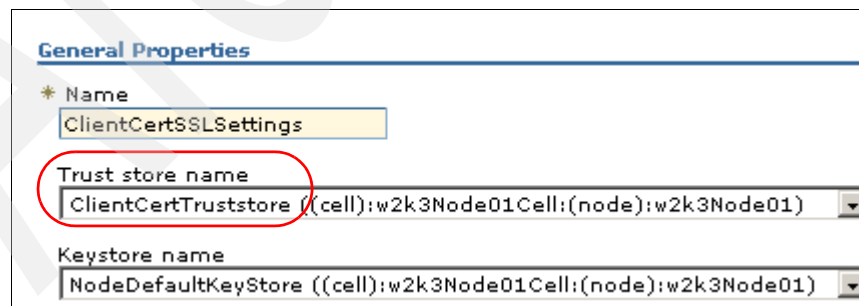 General Properties
* Name
ClientCertSSLSettings
Trust store name
ClientCertTruststore ((cell):w2k3Node01Cell:(node):w2k3Node01)
Keystore name
NodeDefaultKeyStore ((cell):w2k3Node01Cell:(node):w2k3Node01)